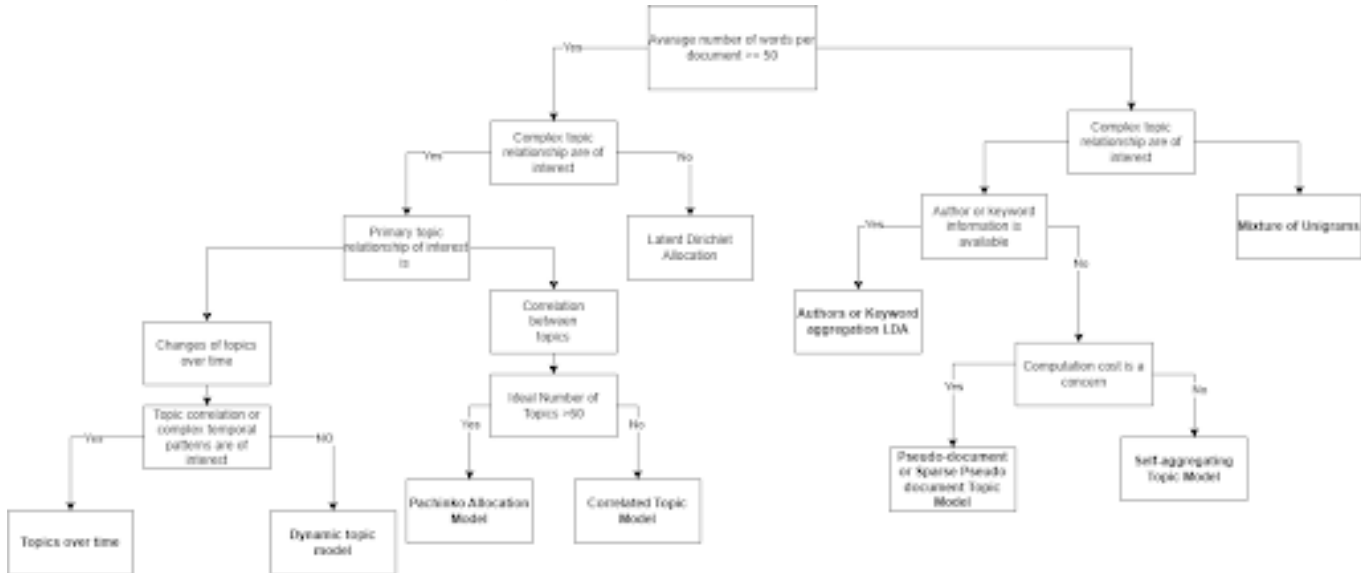 Average number of words per
document >= 50
Yes
Complex topic
relationship are of
interest
Complex topic
relationship are of
interest
Yes
No
Primary topic
relationship of interest
is
Latent Dirichlet
Allocation
Author or Keyword
information is
available
Mixture of Unigrams
Yes
No
Correlation
between
topics
Authors or Keyword
aggregation LDA
Changes of topics
over time
Computation cost is a
concern
Ideal Number of
Topics >60
Yes
No
Yes
No
Topic correlation or
complex temporal
patterns are of
interest
Yes
NO
Pseudo-document
or Sparse Pseudo
document Topic
Model
Self-aggregating
Topic Model
Pachinko Allocation
Model
Correlated Topic
Model
Topics over time
Dynamic topic
model